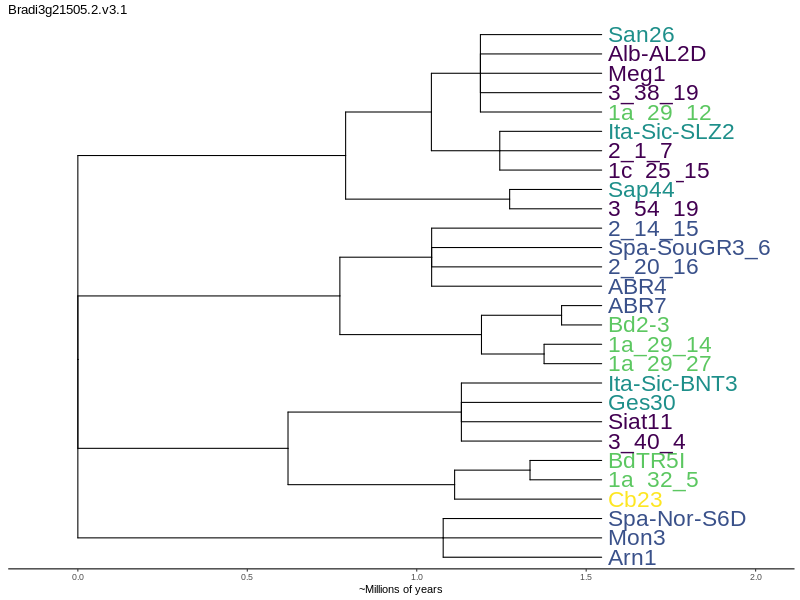 Bradi3g21505.2.v3.1
San26
Alb-AL2D
Meg1
3_38_19
1a_29_12
Ita-Sic-SLZ2
2_1_7
1c_25_15
Sap44
3_54_19
2_14_15
Spa-SouGR3_6
2_20_16
ABR4
ABR7
Bd2-3
1a_29_14
1a_29_27
Ita-Sic-BNT3
Ges30
Siat11
3_40_4
BdTR5I
1a_32_5
Cb23
Spa-Nor-S6D
Mon3
Arn1
0.0 0.5 1.0 1.5 2.0
~Millions of years